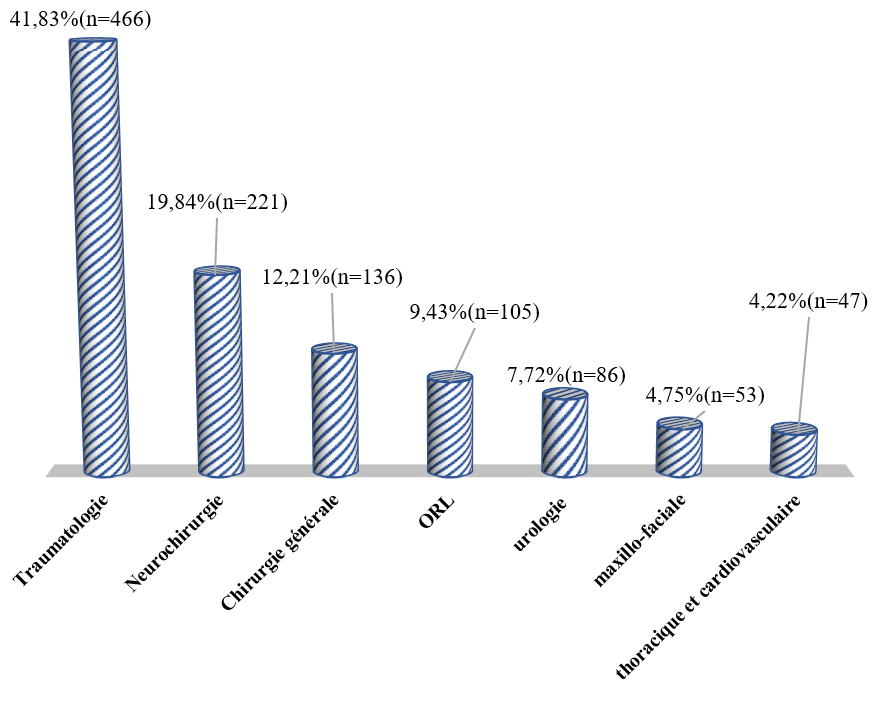 41,83%(n=466)
19,84%(n=221)
12,21%(n=136)
9,43%(n=105)
7,72%(n=86)
4,75%(n=53)
4,22%(n=47)
Traumatologie
Neurochirurgie
Chirurgie générale
ORL
urologie
maxillo-faciale
thoracique et cardiovasculaire